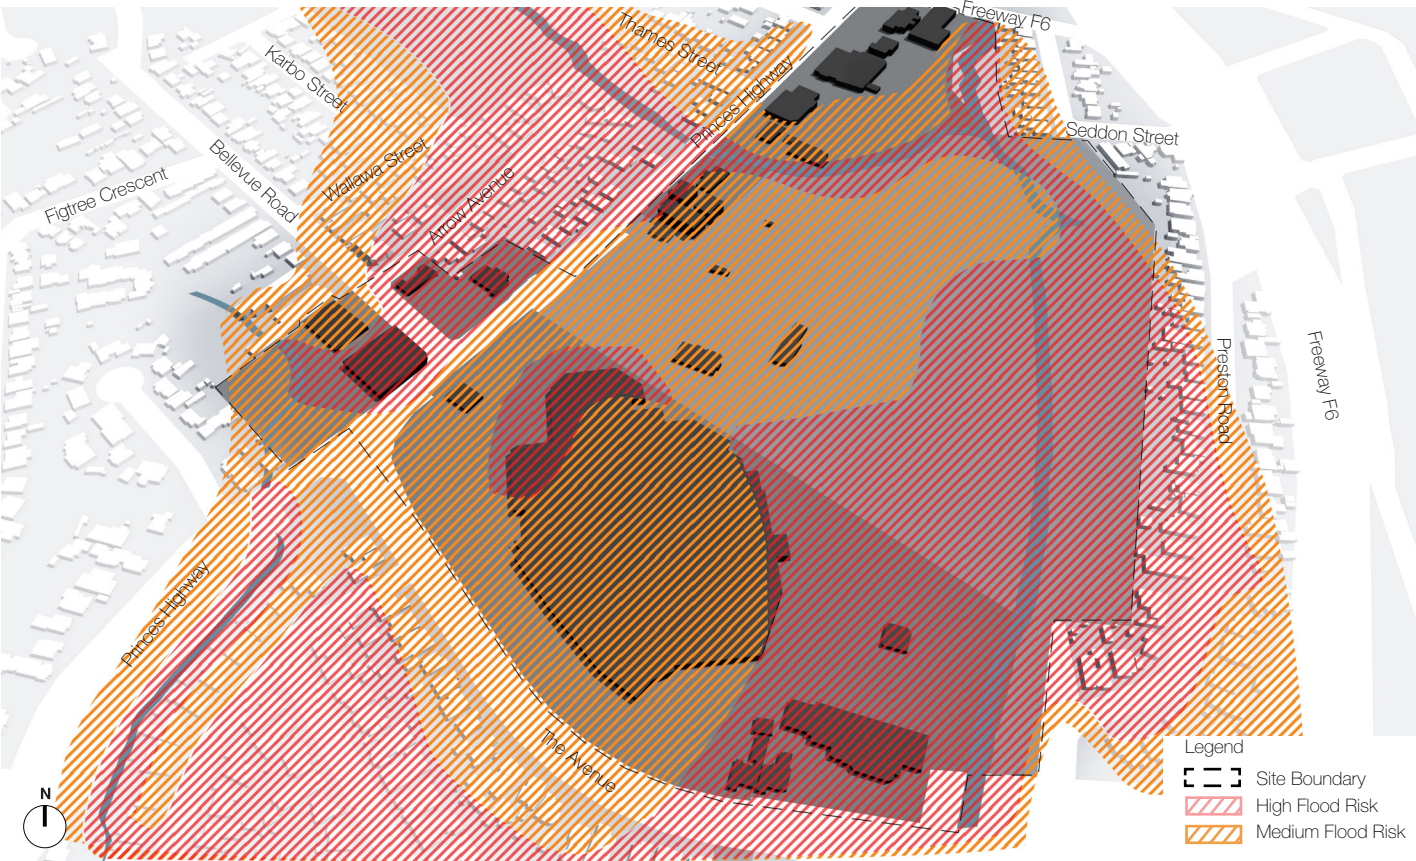 Freeway F6
Thames Street
Karbo Street
Princes Highway
Seddon Street
Bellevue Road
Wallawa Street
Figtree Crescent
Arrow Avenue
Preston Road
Freeway F6
Princes Highway
The Avenue
N
Legend
Site Boundary
High Flood Risk
Medium Flood Risk